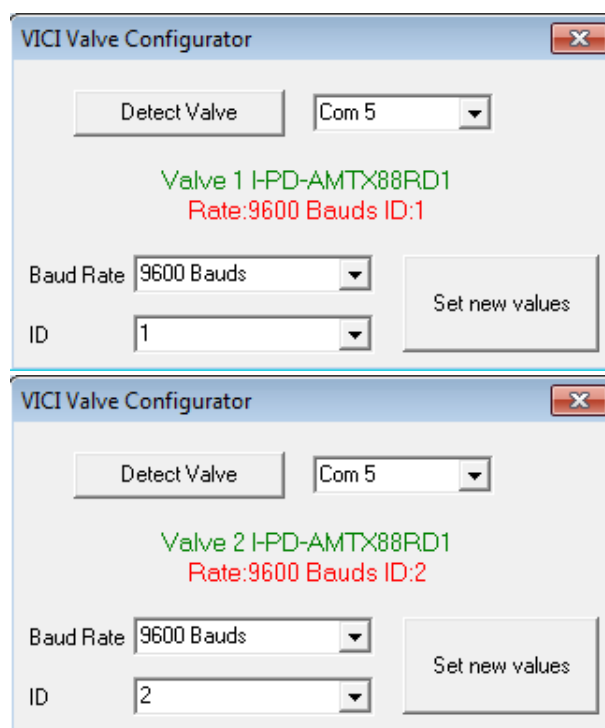 VICI Valve Configurator
Detect Valve Com 5
Valve 1 I-PD-AMTX88RD1
Rate:9600 Bauds ID:1
Baud Rate 9600 Bauds
Set new values
ID 1
VICI Valve Configurator
Detect Valve Com 5
Valve 2 I-PD-AMTX88RD1
Rate:9600 Bauds ID:2
Baud Rate 9600 Bauds
Set new values
ID 2